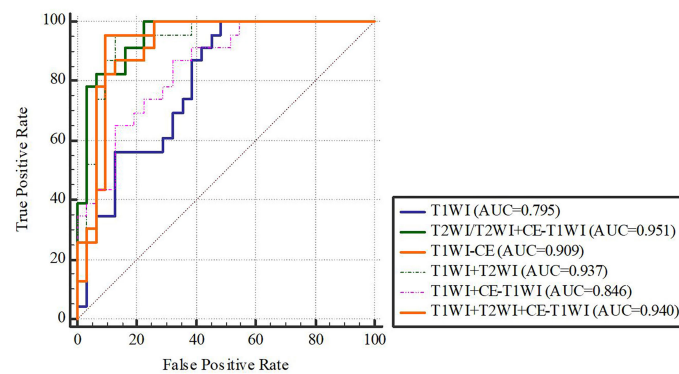 100
80
60
40
20
0
True Positive Rate
0
20
40
60
80
100
False Positive Rate
T1WI (AUC=0.795)
T2WI/T2WI+CE-T1WI (AUC=0.951)
T1WI-CE (AUC=0.909)
T1WI+T2WI (AUC=0.937)
T1WI+CE-T1WI (AUC=0.846)
T1WI+T2WI+CE-T1WI (AUC=0.940)